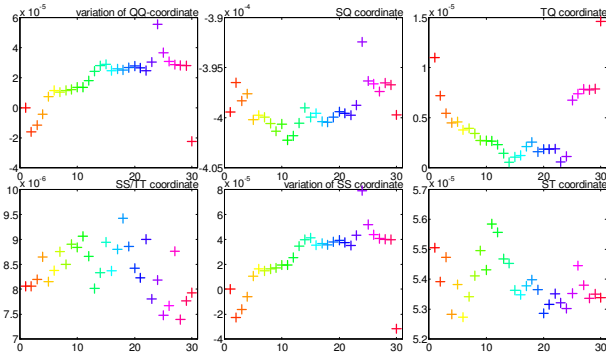 variation of QQ-coordinate
x 10^-5
6
4
2
0
-2
-4
0 10 20 30
SQ coordinate
x 10^-4
-3.9
-3.95
-4
-4.05
0 10 20 30
TQ coordinate
x 10^-5
1.5
1
0.5
0
0 10 20 30
SS/TT coordinate
x 10^-6
10
9.5
9
8.5
8
7.5
7
0 10 20 30
variation of SS coordinate
x 10^-5
8
6
4
2
0
-2
-4
0 10 20 30
ST coordinate
x 10^-5
5.7
5.6
5.5
5.4
5.3
5.2
0 10 20 30